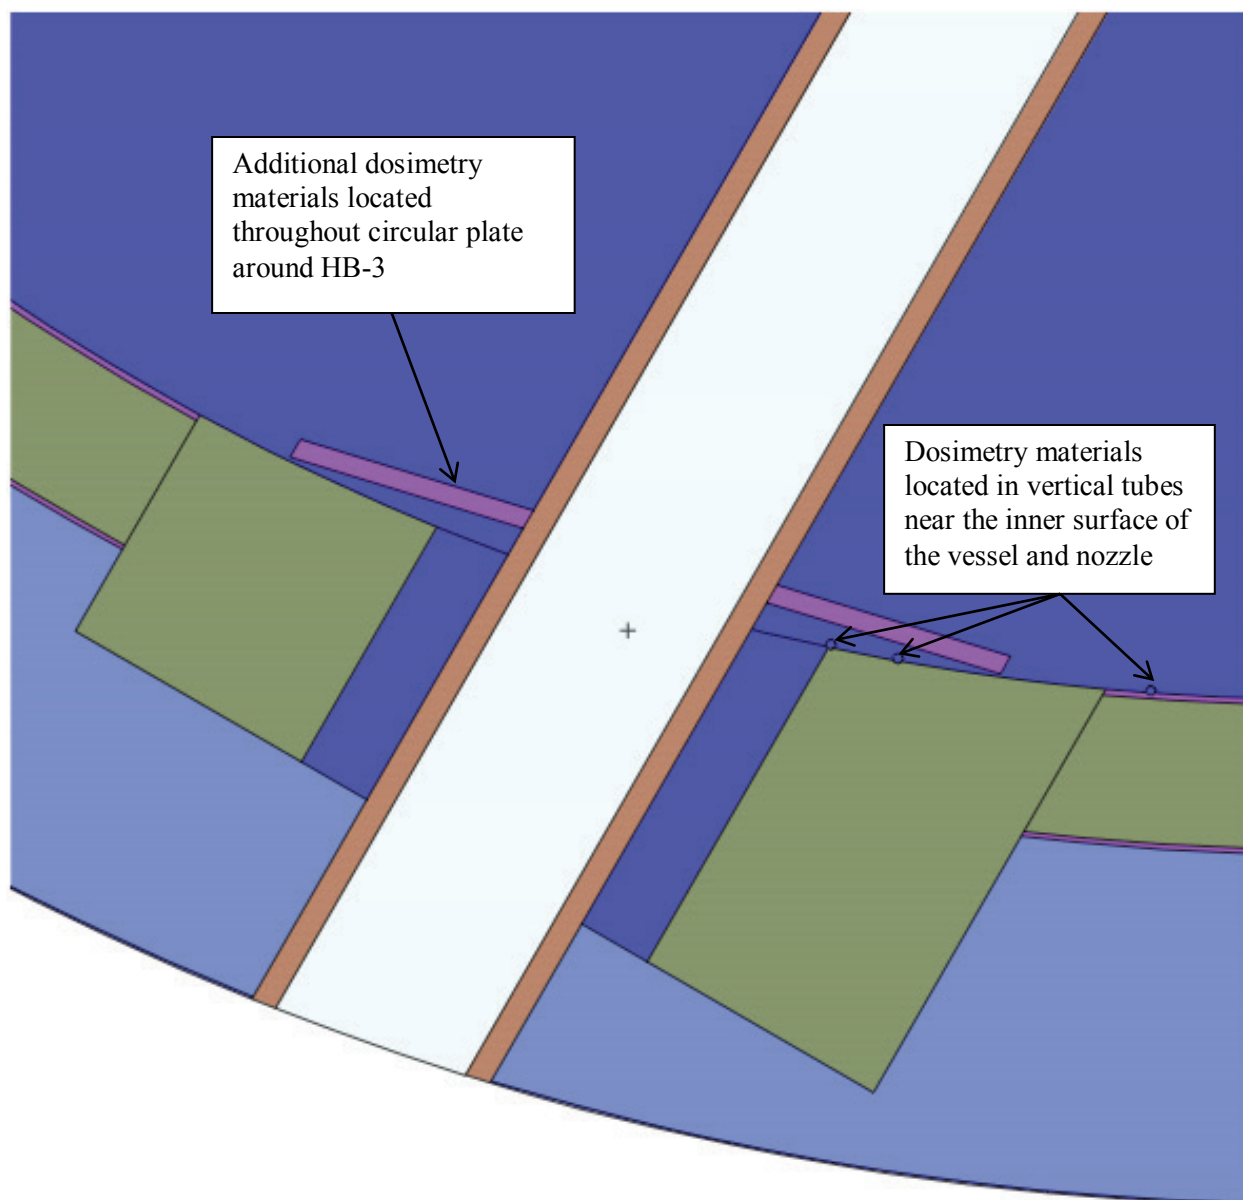 Additional dosimetry
materials located
throughout circular plate
around HB-3
Dosimetry materials
located in vertical tubes
near the inner surface of
the vessel and nozzle